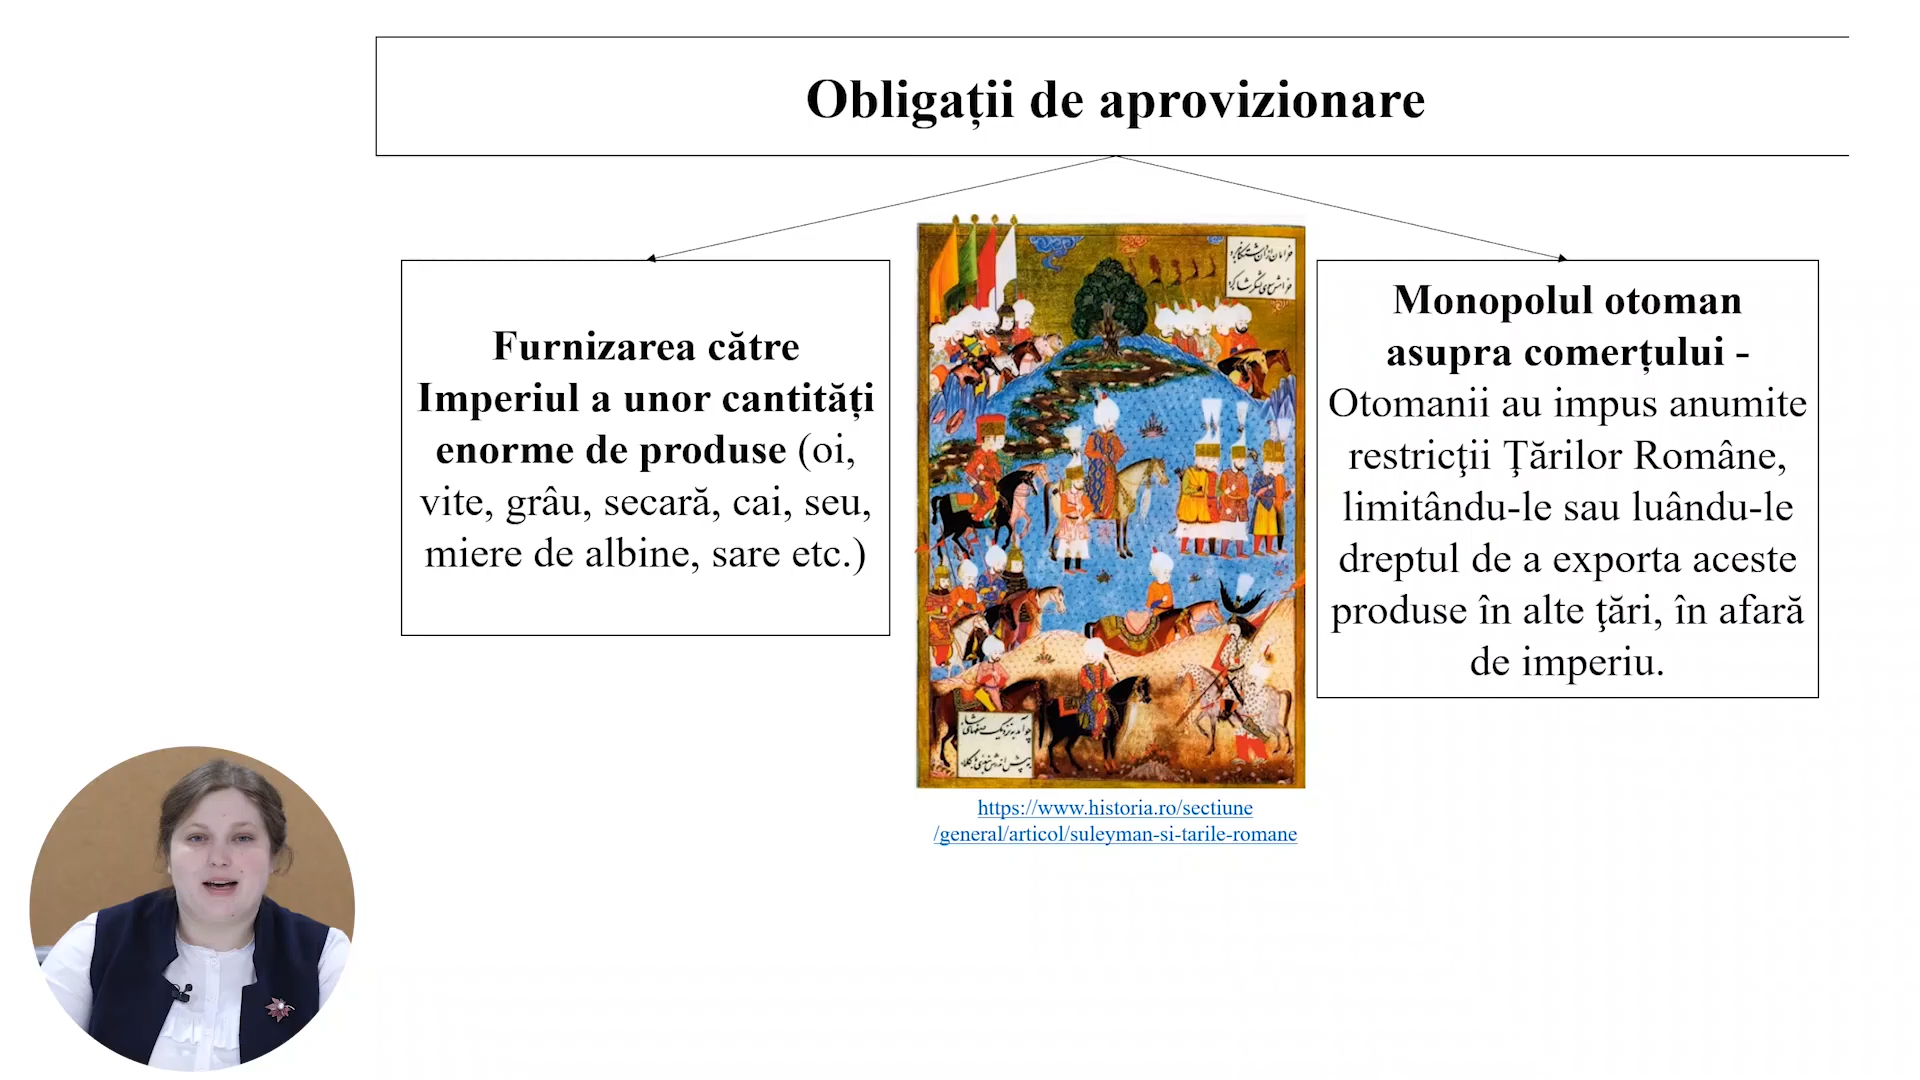 Obligații de aprovizionare
Furnizarea către
Imperiul a unor cantități
enorme de produse (oi,
vite, grâu, secară, cai, seu,
miere de albine, sare etc.)
https://www.historia.ro/sectiune
/general/articol/suleyman-si-tarile-romane
Monopolul otoman
asupra comerțului -
Otomanii au impus anumite
restricţii Ţărilor Române,
limitându-le sau luându-le
dreptul de a exporta aceste
produse în alte ţări, în afară
de imperiu.